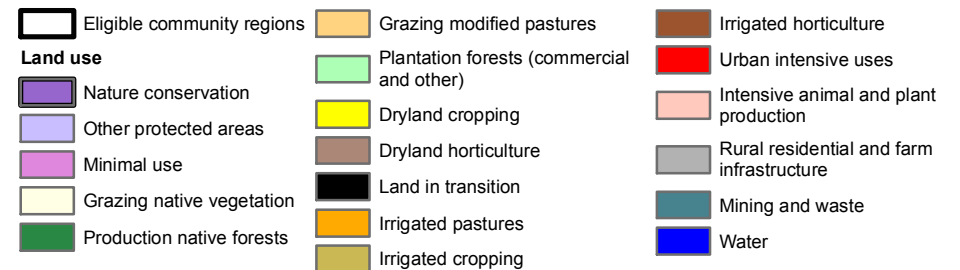 Eligible community regions
Land use
Nature conservation
Other protected areas
Minimal use
Grazing native vegetation
Production native forests
Grazing modified pastures
Plantation forests (commercial
and other)
Dryland cropping
Dryland horticulture
Land in transition
Irrigated pastures
Irrigated cropping
Irrigated horticulture
Urban intensive uses
Intensive animal and plant
production
Rural residential and farm
infrastructure
Mining and waste
Water